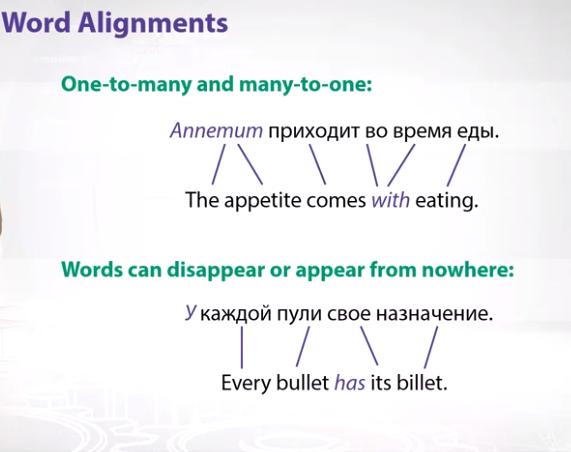 Word Alignments
One-to-many and many-to-one:
Аппетит приходит во время еды.
The appetite comes with eating.
Words can disappear or appear from nowhere:
У каждой пули свое назначение.
Every bullet has its billet.